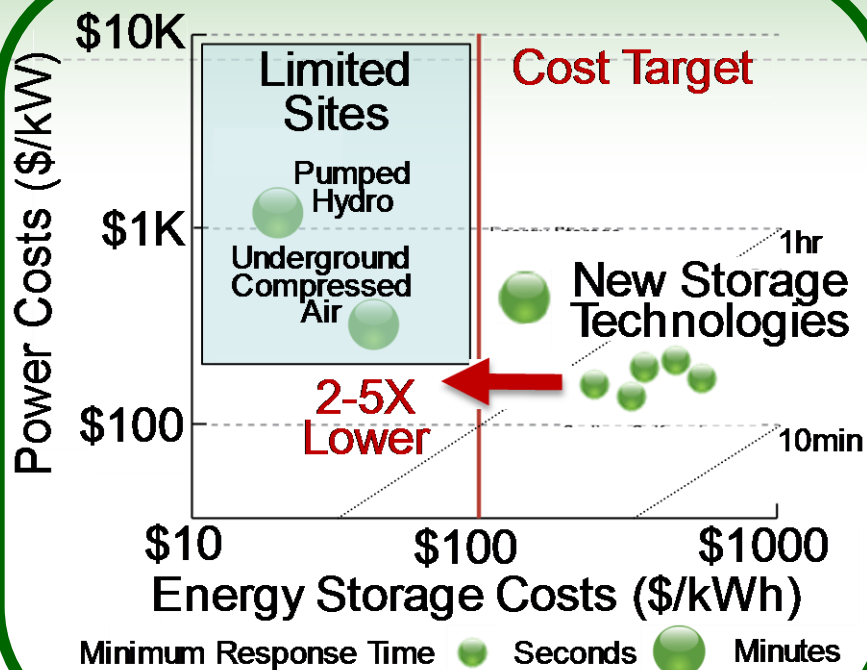 $10K
Limited
Sites
Cost Target
Pumped
Hydro
Power Costs ($/kW)
$1K
Underground
Compressed
Air
1hr
New Storage
Technologies
2-5X
Lower
$100
10min
$10
$100
$1000
Energy Storage Costs ($/kWh)
Minimum Response Time Seconds Minutes